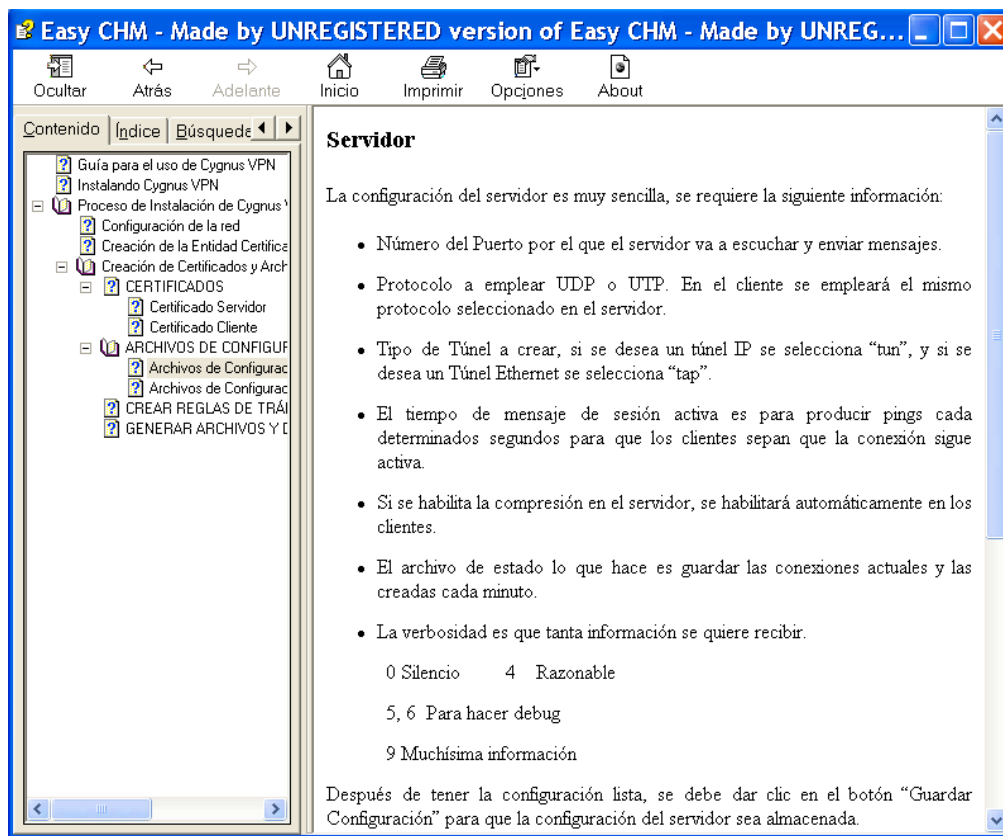 Easy CHM - Made by UNREGISTERED version of Easy CHM - Made by UNREG...
Ocultar Atrás Adelante Inicio Imprimir Opciones About
Contenido Índice Búsqueda
Guía para el uso de Cygnus VPN
Instalando Cygnus VPN
Proceso de Instalación de Cygnus
Configuración de la red
Creación de la Entidad Certifica
Creación de Certificados y Arch
CERTIFICADOS
Certificado Servidor
Certificado Cliente
ARCHIVOS DE CONFIGUR
Archivos de Configurac
Archivos de Configurac
CREAR REGLAS DE TRÁ
GENERAR ARCHIVOS Y D
Servidor
La configuración del servidor es muy sencilla, se requiere la siguiente información:
• Número del Puerto por el que el servidor va a escuchar y enviar mensajes.
• Protocolo a emplear UDP o UTP. En el cliente se empleará el mismo
protocolo seleccionado en el servidor.
• Tipo de Túnel a crear, si se desea un túnel IP se selecciona “tun”, y si se
desea un Túnel Ethernet se selecciona “tap”.
• El tiempo de mensaje de sesión activa es para producir pings cada
determinados segundos para que los clientes sepan que la conexión sigue
activa.
• Si se habilita la compresión en el servidor, se habilitará automáticamente en los
clientes.
• El archivo de estado lo que hace es guardar las conexiones actuales y las
creadas cada minuto.
• La verbosidad es que tanta información se quiere recibir.
0 Silencio 4 Razonable
5, 6 Para hacer debug
9 Muchísima información
Después de tener la configuración lista, se debe dar clic en el botón “Guardar
Configuración” para que la configuración del servidor sea almacenada.